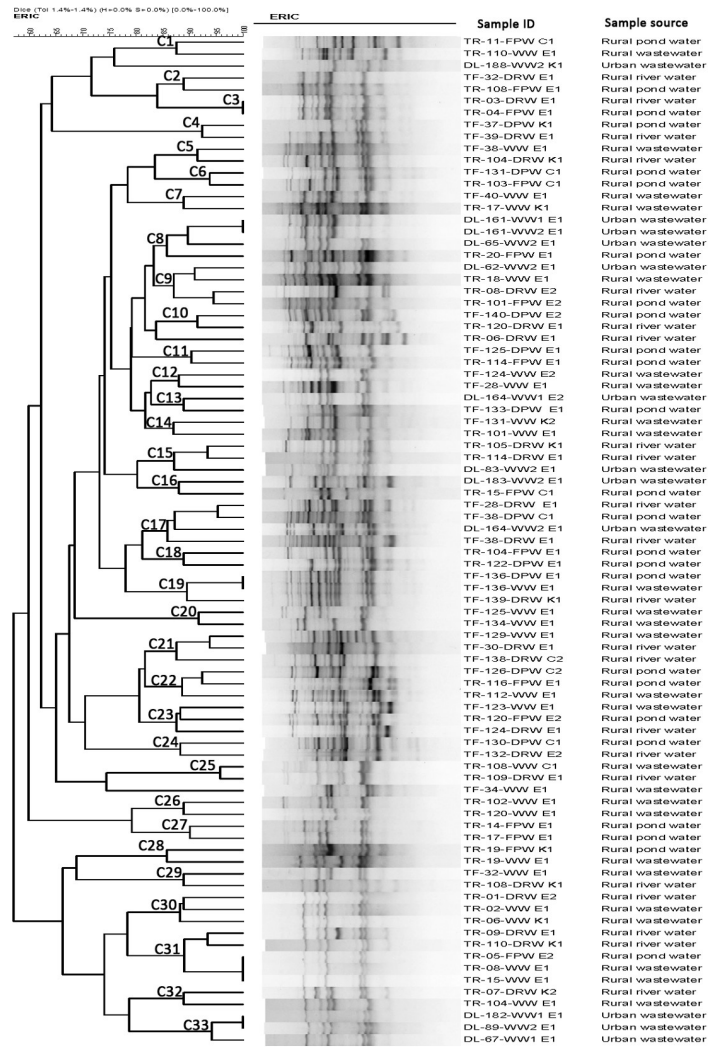 Dice (Tol 1.4%-1.4%) (H>0.0% S>0.0%) [0.0%-100.0%]
ERIC ERIC Sample ID Sample source
60 65 70 75 80 85 90 95 100
C1 TR-11-FPW C1 Rural pond water
TR-110-WW E1 Rural wastewater
DL-188-WW2 K1 Urban wastewater
C2 TF-32-DRW E1 Rural river water
TR-108-FPW E1 Rural pond water
C3 TR-03-DRW E1 Rural river water
TR-04-FPW E1 Rural pond water
C4 TF-37-DPW K1 Rural pond water
TF-39-DRW E1 Rural river water
C5 TF-38-WW E1 Rural wastewater
TR-104-DRW K1 Rural river water
C6 TF-131-DPW C1 Rural pond water
TR-103-FPW C1 Rural pond water
C7 TF-40-WW E1 Rural wastewater
TR-17-WW K1 Rural wastewater
DL-161-WW1 E1 Urban wastewater
C8 DL-161-WW2 E1 Urban wastewater
DL-65-WW2 E1 Urban wastewater
TR-20-FPW E1 Rural pond water
C9 DL-62-WW2 E1 Urban wastewater
TR-18-WW E1 Rural wastewater
TR-08-DRW E2 Rural river water
TR-101-FPW E2 Rural pond water
C10 TF-140-DPW E2 Rural pond water
TR-120-DRW E1 Rural river water
TR-06-DRW E1 Rural river water
C11 TF-125-DPW E1 Rural pond water
TR-114-FPW E1 Rural pond water
C12 TF-124-WW E2 Rural wastewater
TF-28-WW E1 Rural wastewater
C13 DL-164-WW1 E2 Urban wastewater
TF-133-DPW E1 Rural pond water
C14 TF-131-WW K2 Rural wastewater
TR-101-WW E1 Rural wastewater
TR-105-DRW K1 Rural river water
C15 TR-114-DRW E1 Rural river water
DL-83-WW2 E1 Urban wastewater
C16 DL-183-WW2 E1 Urban wastewater
TR-15-FPW C1 Rural pond water
TF-28-DRW E1 Rural river water
TF-38-DPW C1 Rural pond water
C17 DL-164-WW2 E1 Urban wastewater
TF-38-DRW E1 Rural river water
C18 TR-104-FPW E1 Rural pond water
TR-122-DPW E1 Rural pond water
TF-136-DPW E1 Rural pond water
C19 TF-136-WW E1 Rural wastewater
TF-139-DRW K1 Rural river water
C20 TF-125-WW E1 Rural wastewater
TF-134-WW E1 Rural wastewater
TF-129-WW E1 Rural wastewater
C21 TF-30-DRW E1 Rural river water
TF-138-DRW C2 Rural river water
TF-126-DPW C2 Rural pond water
C22 TR-116-FPW E1 Rural pond water
TR-112-WW E1 Rural wastewater
TF-123-WW E1 Rural wastewater
C23 TR-120-FPW E2 Rural pond water
TF-124-DRW E1 Rural river water
C24 TF-130-DPW C1 Rural pond water
TF-132-DRW E2 Rural river water
C25 TR-108-WW C1 Rural wastewater
TR-109-DRW E1 Rural river water
TF-34-WW E1 Rural wastewater
C26 TR-102-WW E1 Rural wastewater
TR-120-WW E1 Rural wastewater
C27 TR-14-FPW E1 Rural pond water
TR-17-FPW E1 Rural pond water
C28 TR-19-FPW K1 Rural pond water
TR-19-WW E1 Rural wastewater
C29 TF-32-WW E1 Rural wastewater
TR-108-DRW K1 Rural river water
C30 TR-01-DRW E2 Rural river water
TR-02-WW E1 Rural wastewater
TR-06-WW K1 Rural wastewater
TR-09-DRW E1 Rural river water
C31 TR-110-DRW K1 Rural river water
TR-05-FPW E2 Rural pond water
TR-08-WW E1 Rural wastewater
TR-15-WW E1 Rural wastewater
C32 TR-07-DRW K2 Rural river water
TR-104-WW E1 Rural wastewater
C33 DL-182-WW1 E1 Urban wastewater
DL-89-WW2 E1 Urban wastewater
DL-67-WW1 E1 Urban wastewater